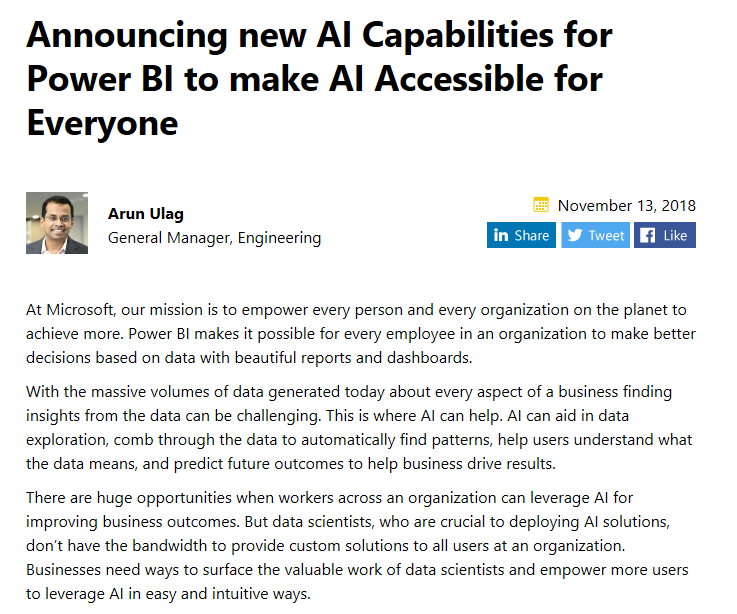 Announcing new AI Capabilities for
Power BI to make AI Accessible for
Everyone
Arun Ulag
General Manager, Engineering
November 13, 2018
in Share
Tweet
f Like
At Microsoft, our mission is to empower every person and every organization on the planet to
achieve more. Power BI makes it possible for every employee in an organization to make better
decisions based on data with beautiful reports and dashboards.
With the massive volumes of data generated today about every aspect of a business finding
insights from the data can be challenging. This is where AI can help. AI can aid in data
exploration, comb through the data to automatically find patterns, help users understand what
the data means, and predict future outcomes to help business drive results.
There are huge opportunities when workers across an organization can leverage AI for
improving business outcomes. But data scientists, who are crucial to deploying AI solutions,
don’t have the bandwidth to provide custom solutions to all users at an organization.
Businesses need ways to surface the valuable work of data scientists and empower more users
to leverage AI in easy and intuitive ways.